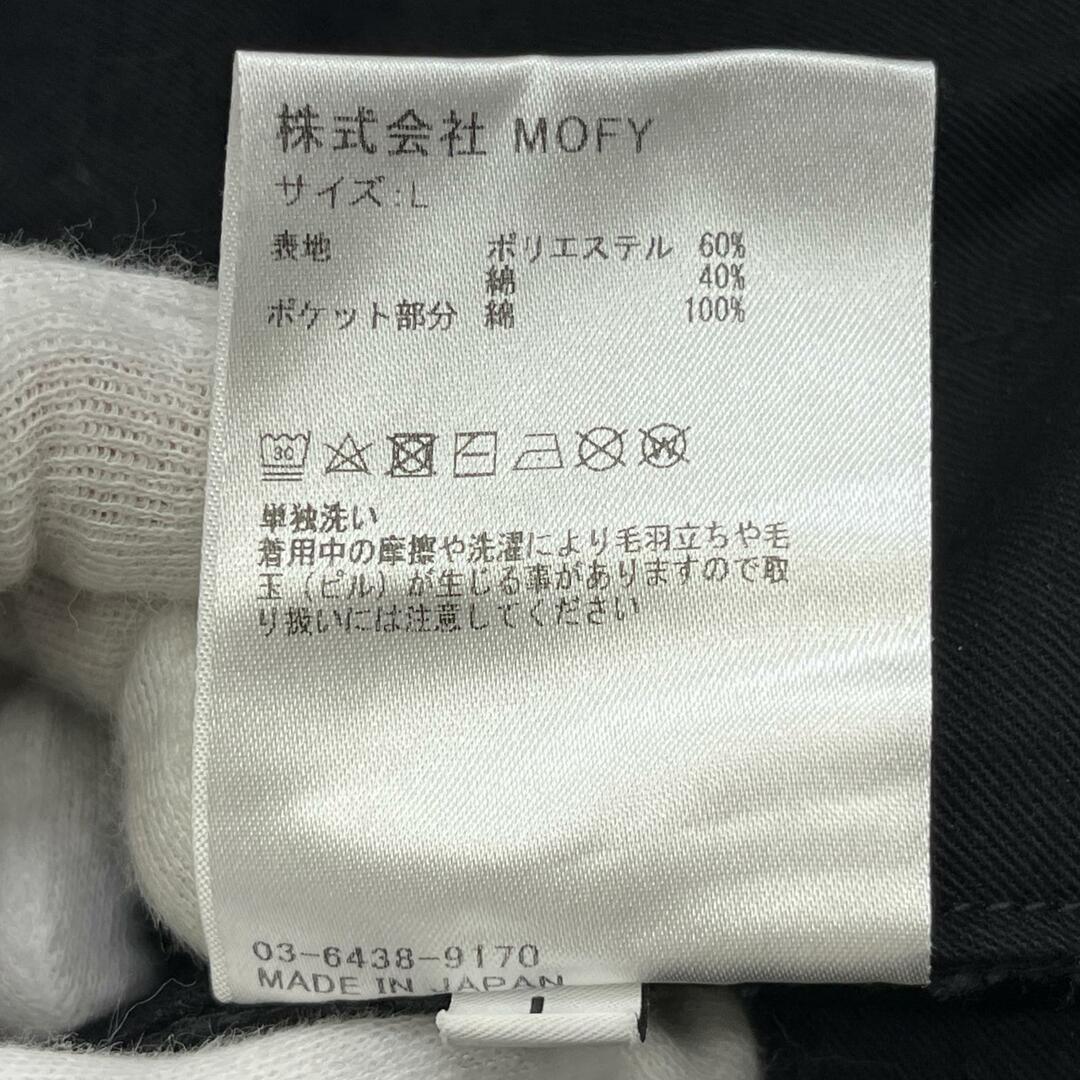 株式会社 MOFY
サイズ:L
表地 ポリエステル 60%
綿 40%
ポケット部分 綿 100%
30
W
単独洗い
着用中の摩擦や洗濯により毛羽立ちや毛
玉（ピル）が生じる事がありますので取
り扱いには注意してください
03-6438-9170
MADE IN JAPAN